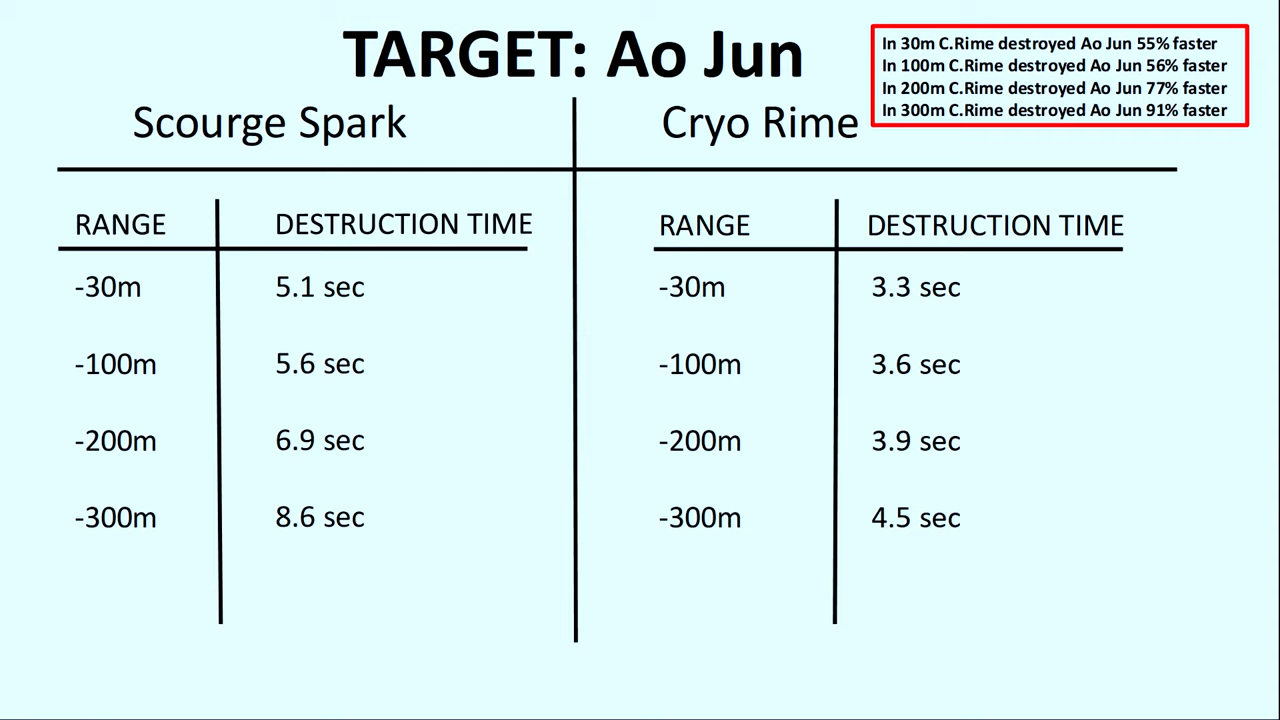 TARGET: Ao Jun
In 30m C.Rime destroyed Ao Jun 55% faster
In 100m C.Rime destroyed Ao Jun 56% faster
In 200m C.Rime destroyed Ao Jun 77% faster
In 300m C.Rime destroyed Ao Jun 91% faster
Scourge Spark
Cryo Rime
RANGE DESTRUCTION TIME
-30m 5.1 sec
-100m 5.6 sec
-200m 6.9 sec
-300m 8.6 sec
RANGE DESTRUCTION TIME
-30m 3.3 sec
-100m 3.6 sec
-200m 3.9 sec
-300m 4.5 sec